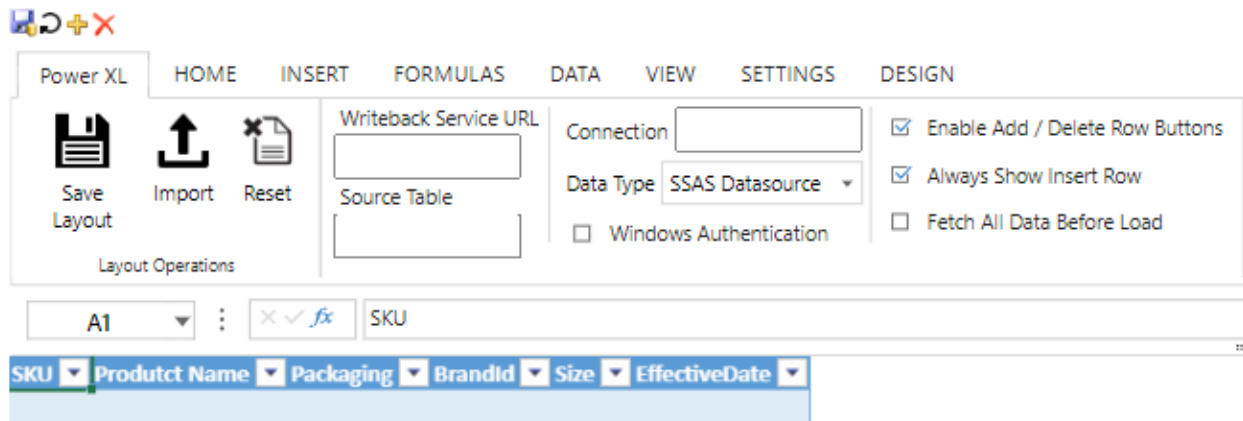 Power XL HOME INSERT FORMULAS DATA VIEW SETTINGS DESIGN
Save Layout
Import
Reset
Layout Operations
Writeback Service URL
Source Table
Connection
Data Type SSAS Datasource
Windows Authentication
Enable Add / Delete Row Buttons
Always Show Insert Row
Fetch All Data Before Load
A1 fx SKU
SKU Produtct Name Packaging BrandId Size EffectiveDate